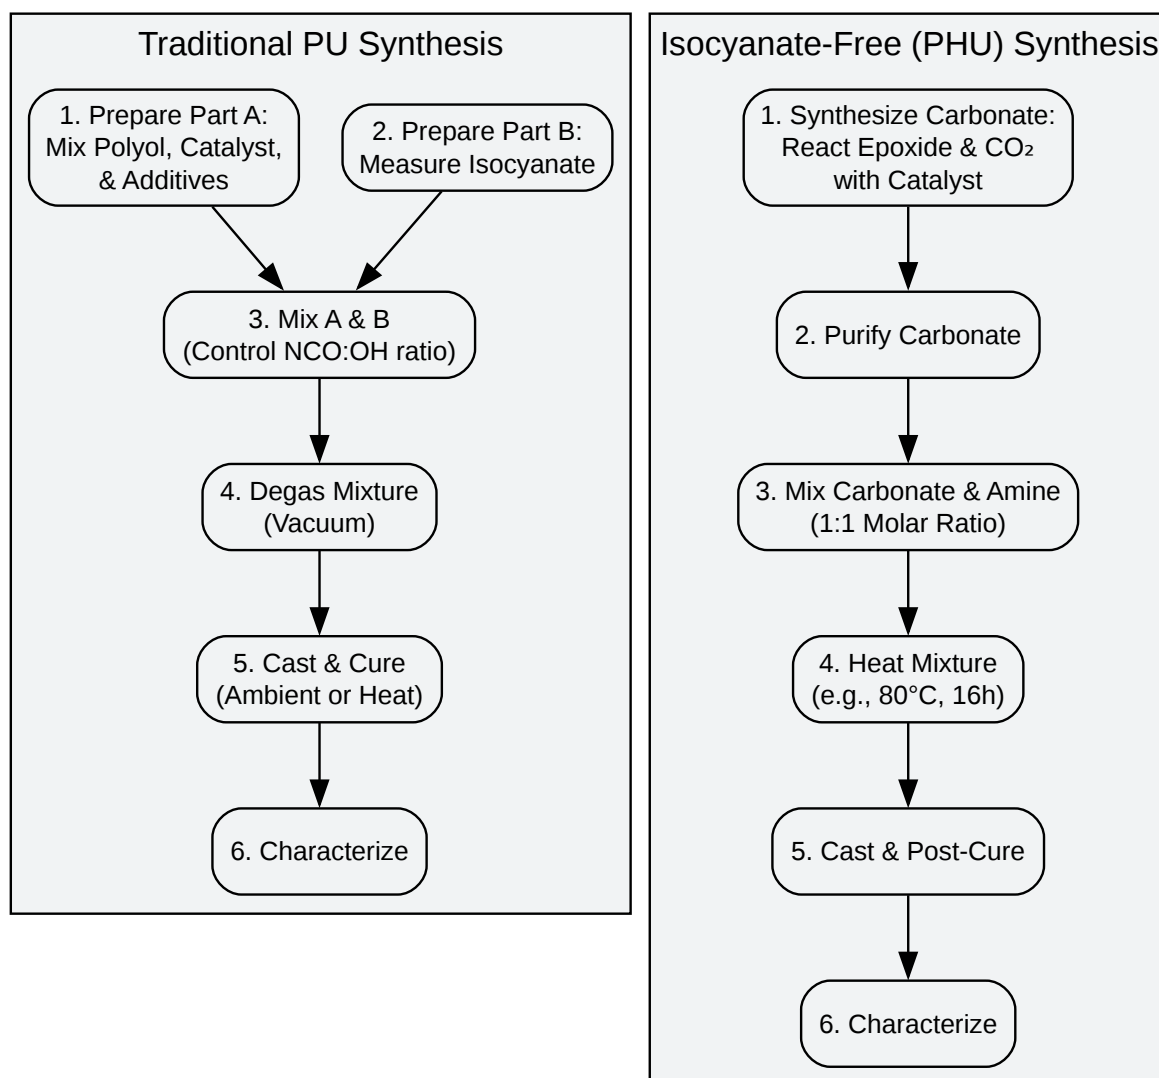 Traditional PU Synthesis
1. Prepare Part A:
Mix Polyol, Catalyst,
& Additives
2. Prepare Part B:
Measure Isocyanate
3. Mix A & B
(Control NCO:OH ratio)
4. Degas Mixture
(Vacuum)
5. Cast & Cure
(Ambient or Heat)
6. Characterize
Isocyanate-Free (PHU) Synthesis
1. Synthesize Carbonate:
React Epoxide & CO₂
with Catalyst
2. Purify Carbonate
3. Mix Carbonate & Amine
(1:1 Molar Ratio)
4. Heat Mixture
(e.g., 80°C, 16h)
5. Cast & Post-Cure
6. Characterize